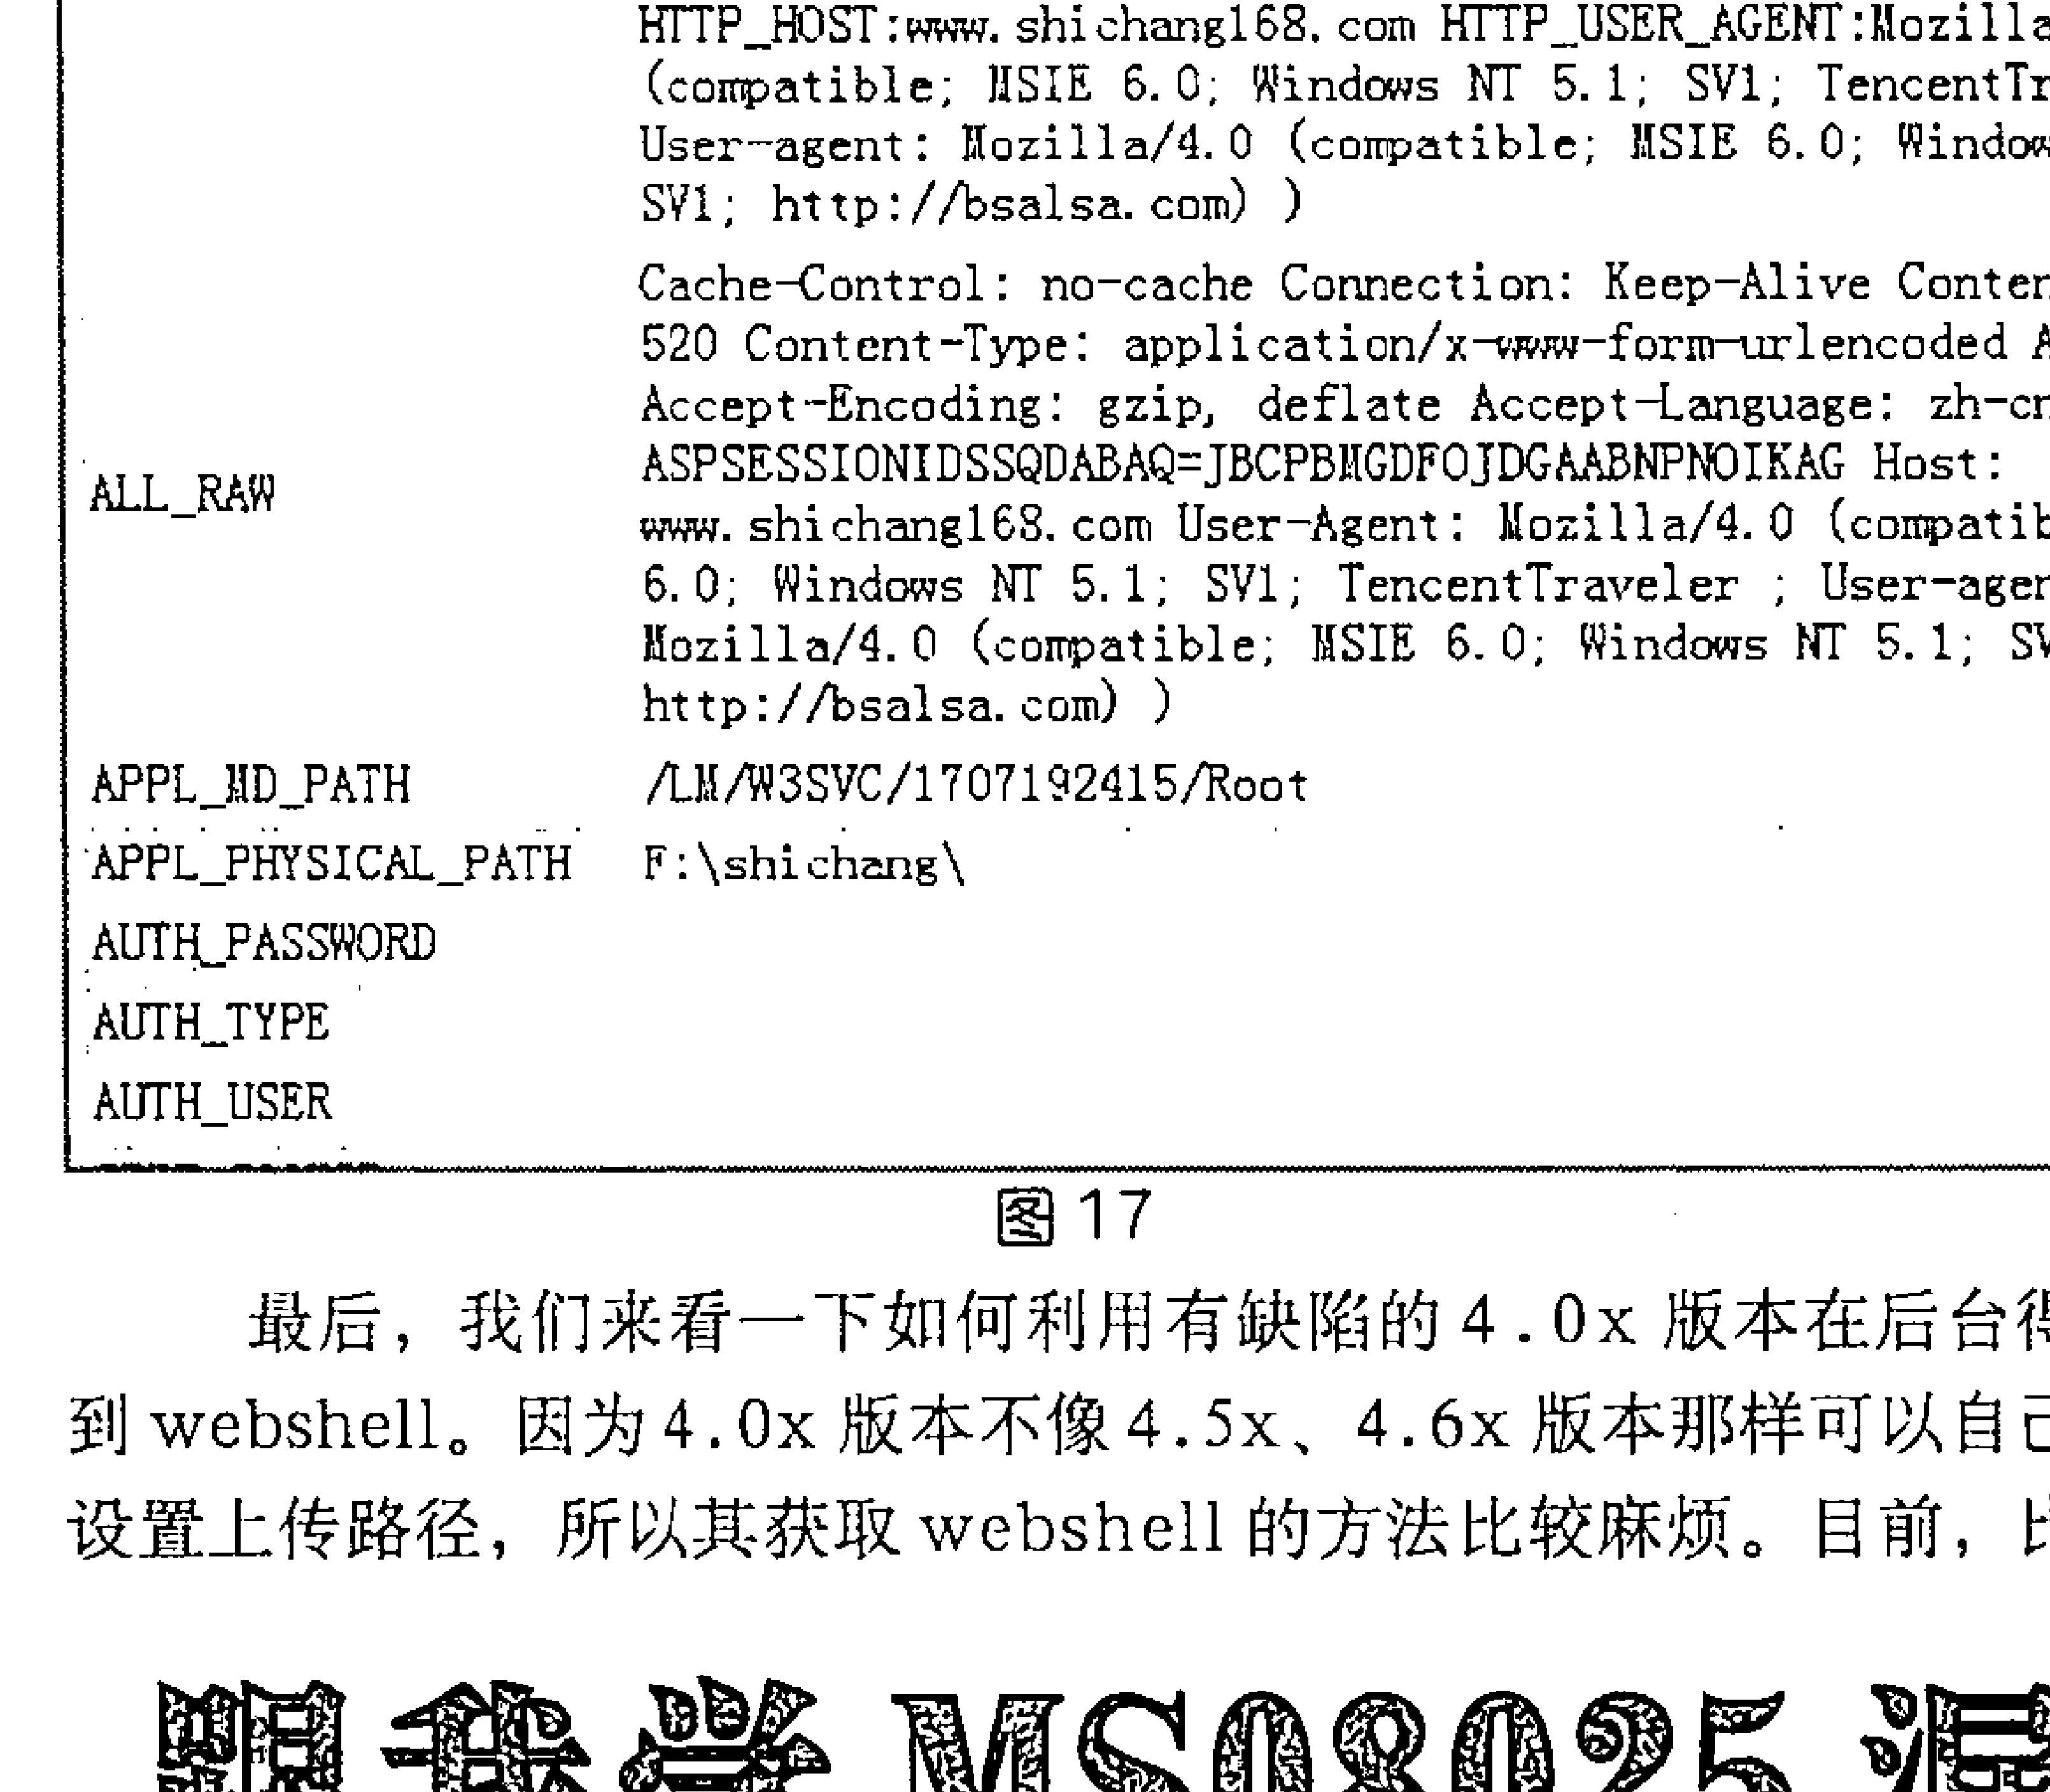 HTTP_HOST:www.shichang168.com HTTP_USER_AGENT:Mozilla
(compatible; MSIE 6.0; Windows NT 5.1; SV1; TencentTr
User-agent: Mozilla/4.0 (compatible; MSIE 6.0; Window
SV1; http://bsalsa.com) )
Cache-Control: no-cache Connection: Keep-Alive Conten
520 Content-Type: application/x-www-form-urlencoded A
Accept-Encoding: gzip, deflate Accept-Language: zh-cn
ASPSESSIONIDSSQDABAQ=JBCPBMGDFOJDGAABNPNOIKAG Host:
ALL_RAW
www.shichang168.com User-Agent: Mozilla/4.0 (compatib
6.0; Windows NT 5.1; SV1; TencentTraveler ; User-agen
Mozilla/4.0 (compatible; MSIE 6.0; Windows NT 5.1; SV
http://bsalsa.com) )
APPL_MD_PATH /LM/W3SVC/1707192415/Root
APPL_PHYSICAL_PATH F:\shichang\
AUTH_PASSWORD
AUTH_TYPE
AUTH_USER
图 17
最后，我们来看一下如何利用有缺陷的 4.0x 版本在后台得
到 webshell。因为 4.0x 版本不像 4.5x、4.6x 版本那样可以自己
设置上传路径，所以其获取 webshell 的方法比较麻烦。目前，比
跟我学 MS08025 溉